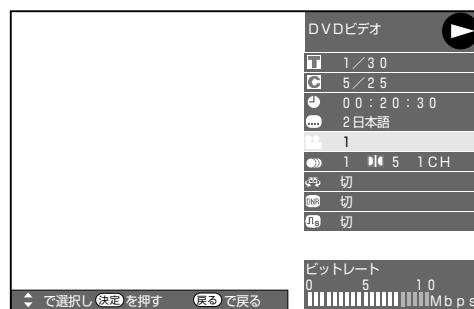 DVDビデオ
T 1／30
C 5／25
00：20：30
2日本語
1
1 5 1CH
切
DNR 切
S 切
ビットレート
0 5 10
Mbps
で選択し 決定 を押す 戻る で戻る